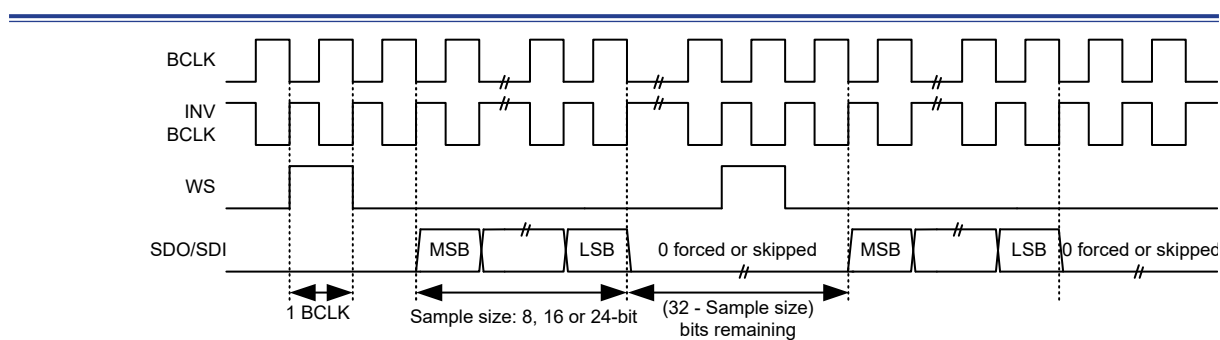 BCLK
INV
BCLK
WS
SDO/SDI
MSB
LSB
0 forced or skipped
MSB
LSB
0 forced or skipped
1 BCLK
Sample size: 8, 16 or 24-bit
(32 - Sample size)
bits remaining